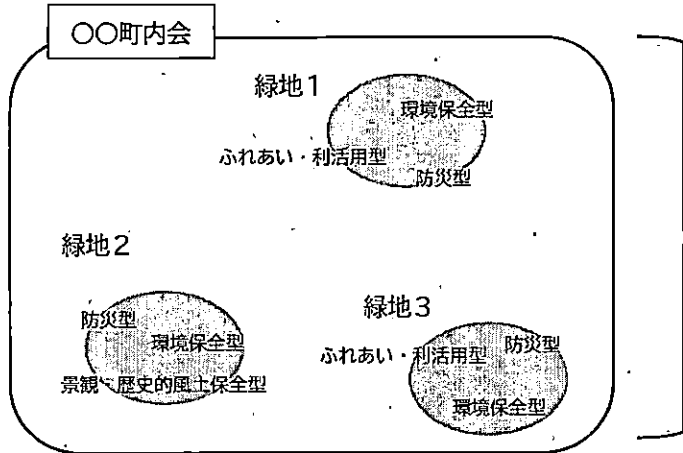 〇〇町内会
緑地1
環境保全型
ふれあい・利活用型
防災型
緑地2
防災型
環境保全型
景観・歴史的風土保全型
緑地3
ふれあい・利活用型
防災型
環境保全型